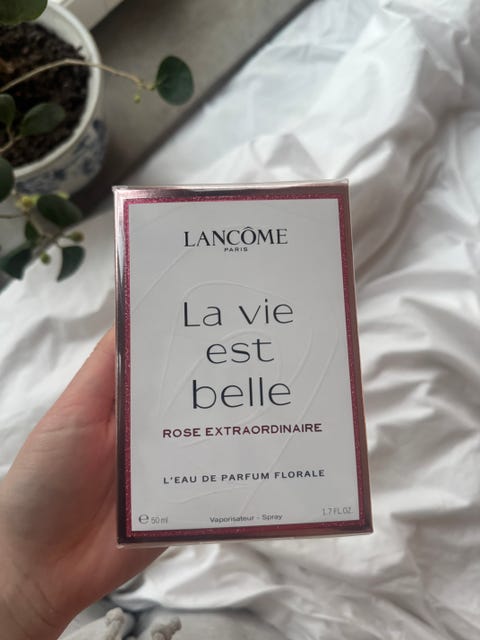 LANCÔME
PARIS
La vie
est
belle
ROSE EXTRAORDINAIRE
L'EAU DE PARFUM FLORALE
℮ 50 ml Vaporisateur - Spray 1.7 FL.OZ.